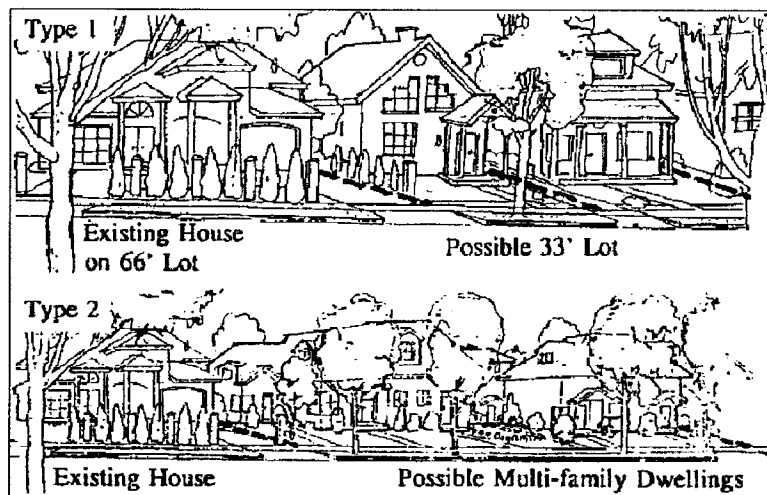 Type 1
Existing House
on 66' Lot
Possible 33' Lot
Type 2
Existing House
Possible Multi-family Dwellings